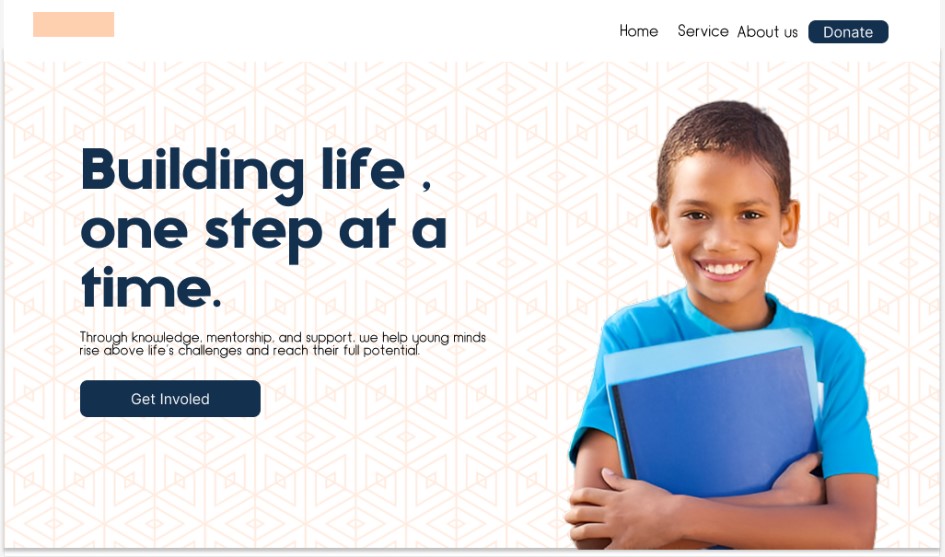 Home Service About us Donate
Building life ,
one step at a
time.
Through knowledge, mentorship, and support, we help young minds
rise above life's challenges and reach their full potential.
Get Involed